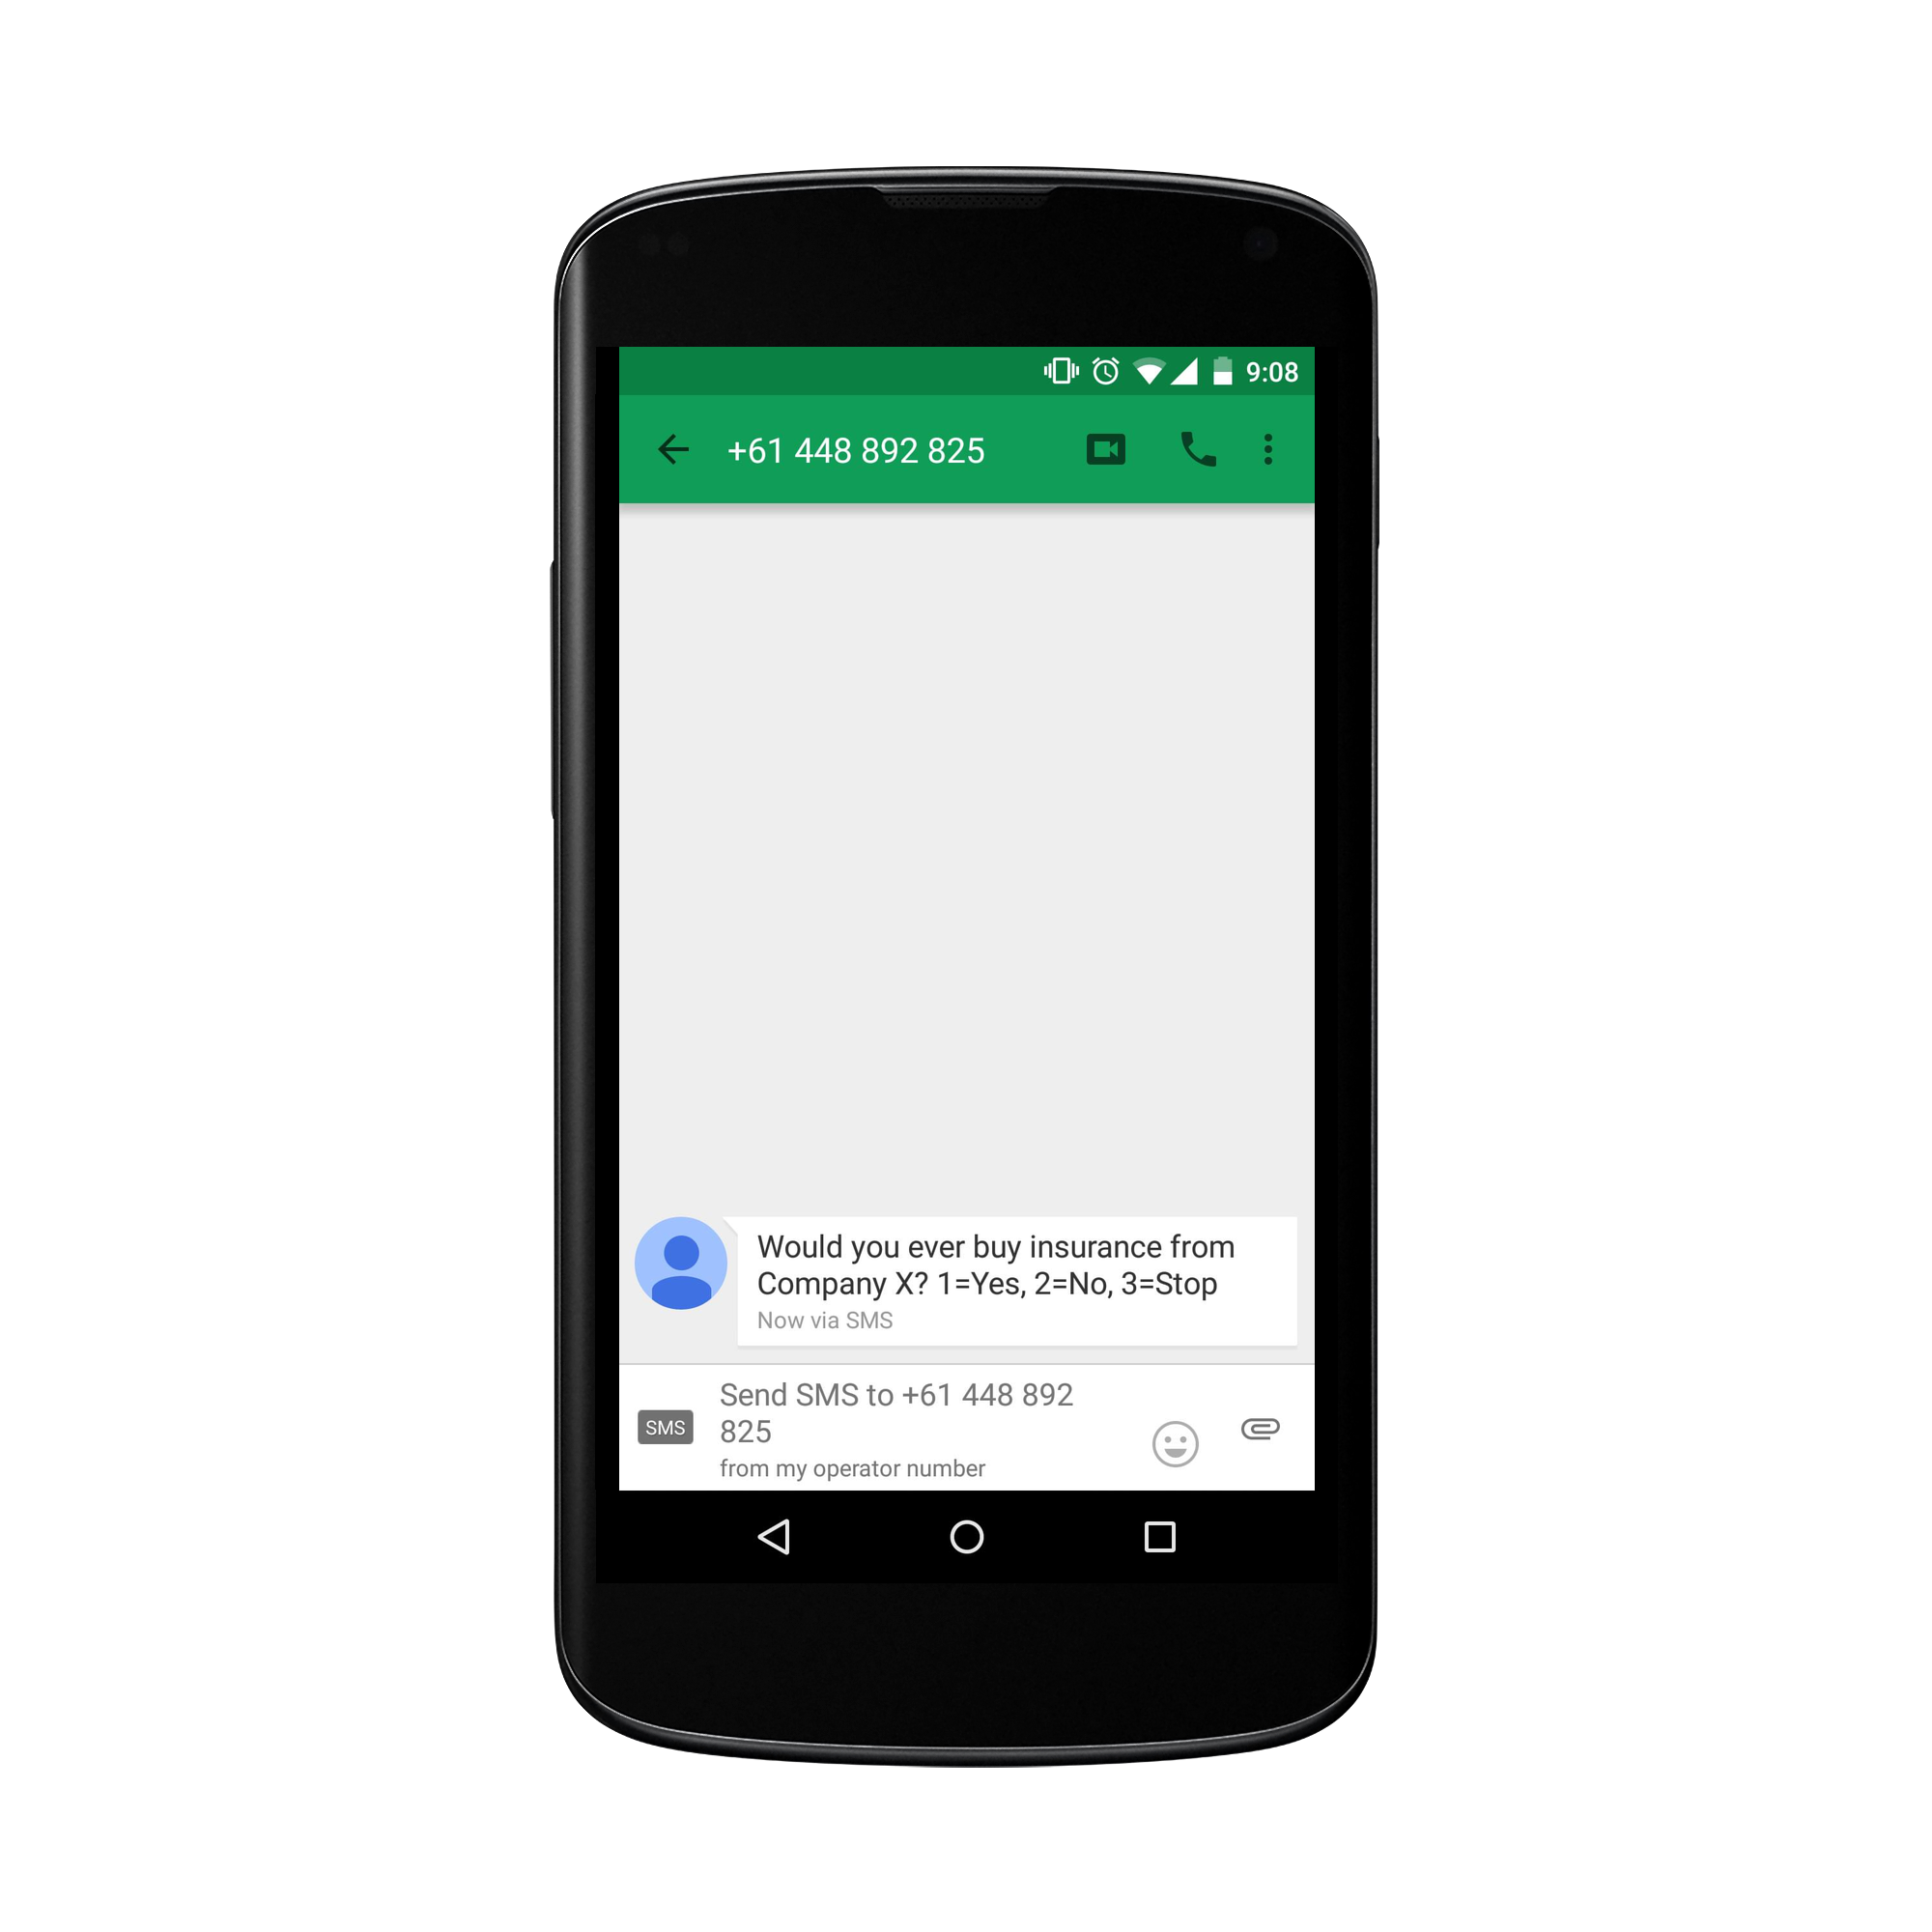 9:08
+61 448 892 825
Would you ever buy insurance from
Company X? 1=Yes, 2=No, 3=Stop
Now via SMS
Send SMS to +61 448 892
825
SMS
from my operator number